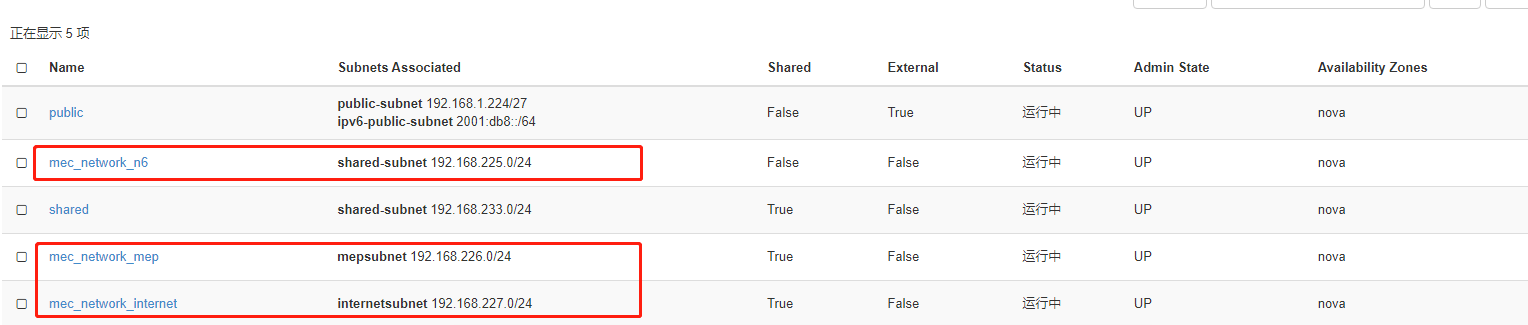 正在显示 5 项
Name Subnets Associated Shared External Status Admin State Availability Zones
public public-subnet 192.168.1.224/27 False True 运行中 UP nova
ipv6-public-subnet 2001:db8::/64
mec_network_n6 shared-subnet 192.168.225.0/24 False False 运行中 UP nova
shared shared-subnet 192.168.233.0/24 True False 运行中 UP nova
mec_network_mep mepsubnet 192.168.226.0/24 True False 运行中 UP nova
mec_network_internet internetsubnet 192.168.227.0/24 True False 运行中 UP nova